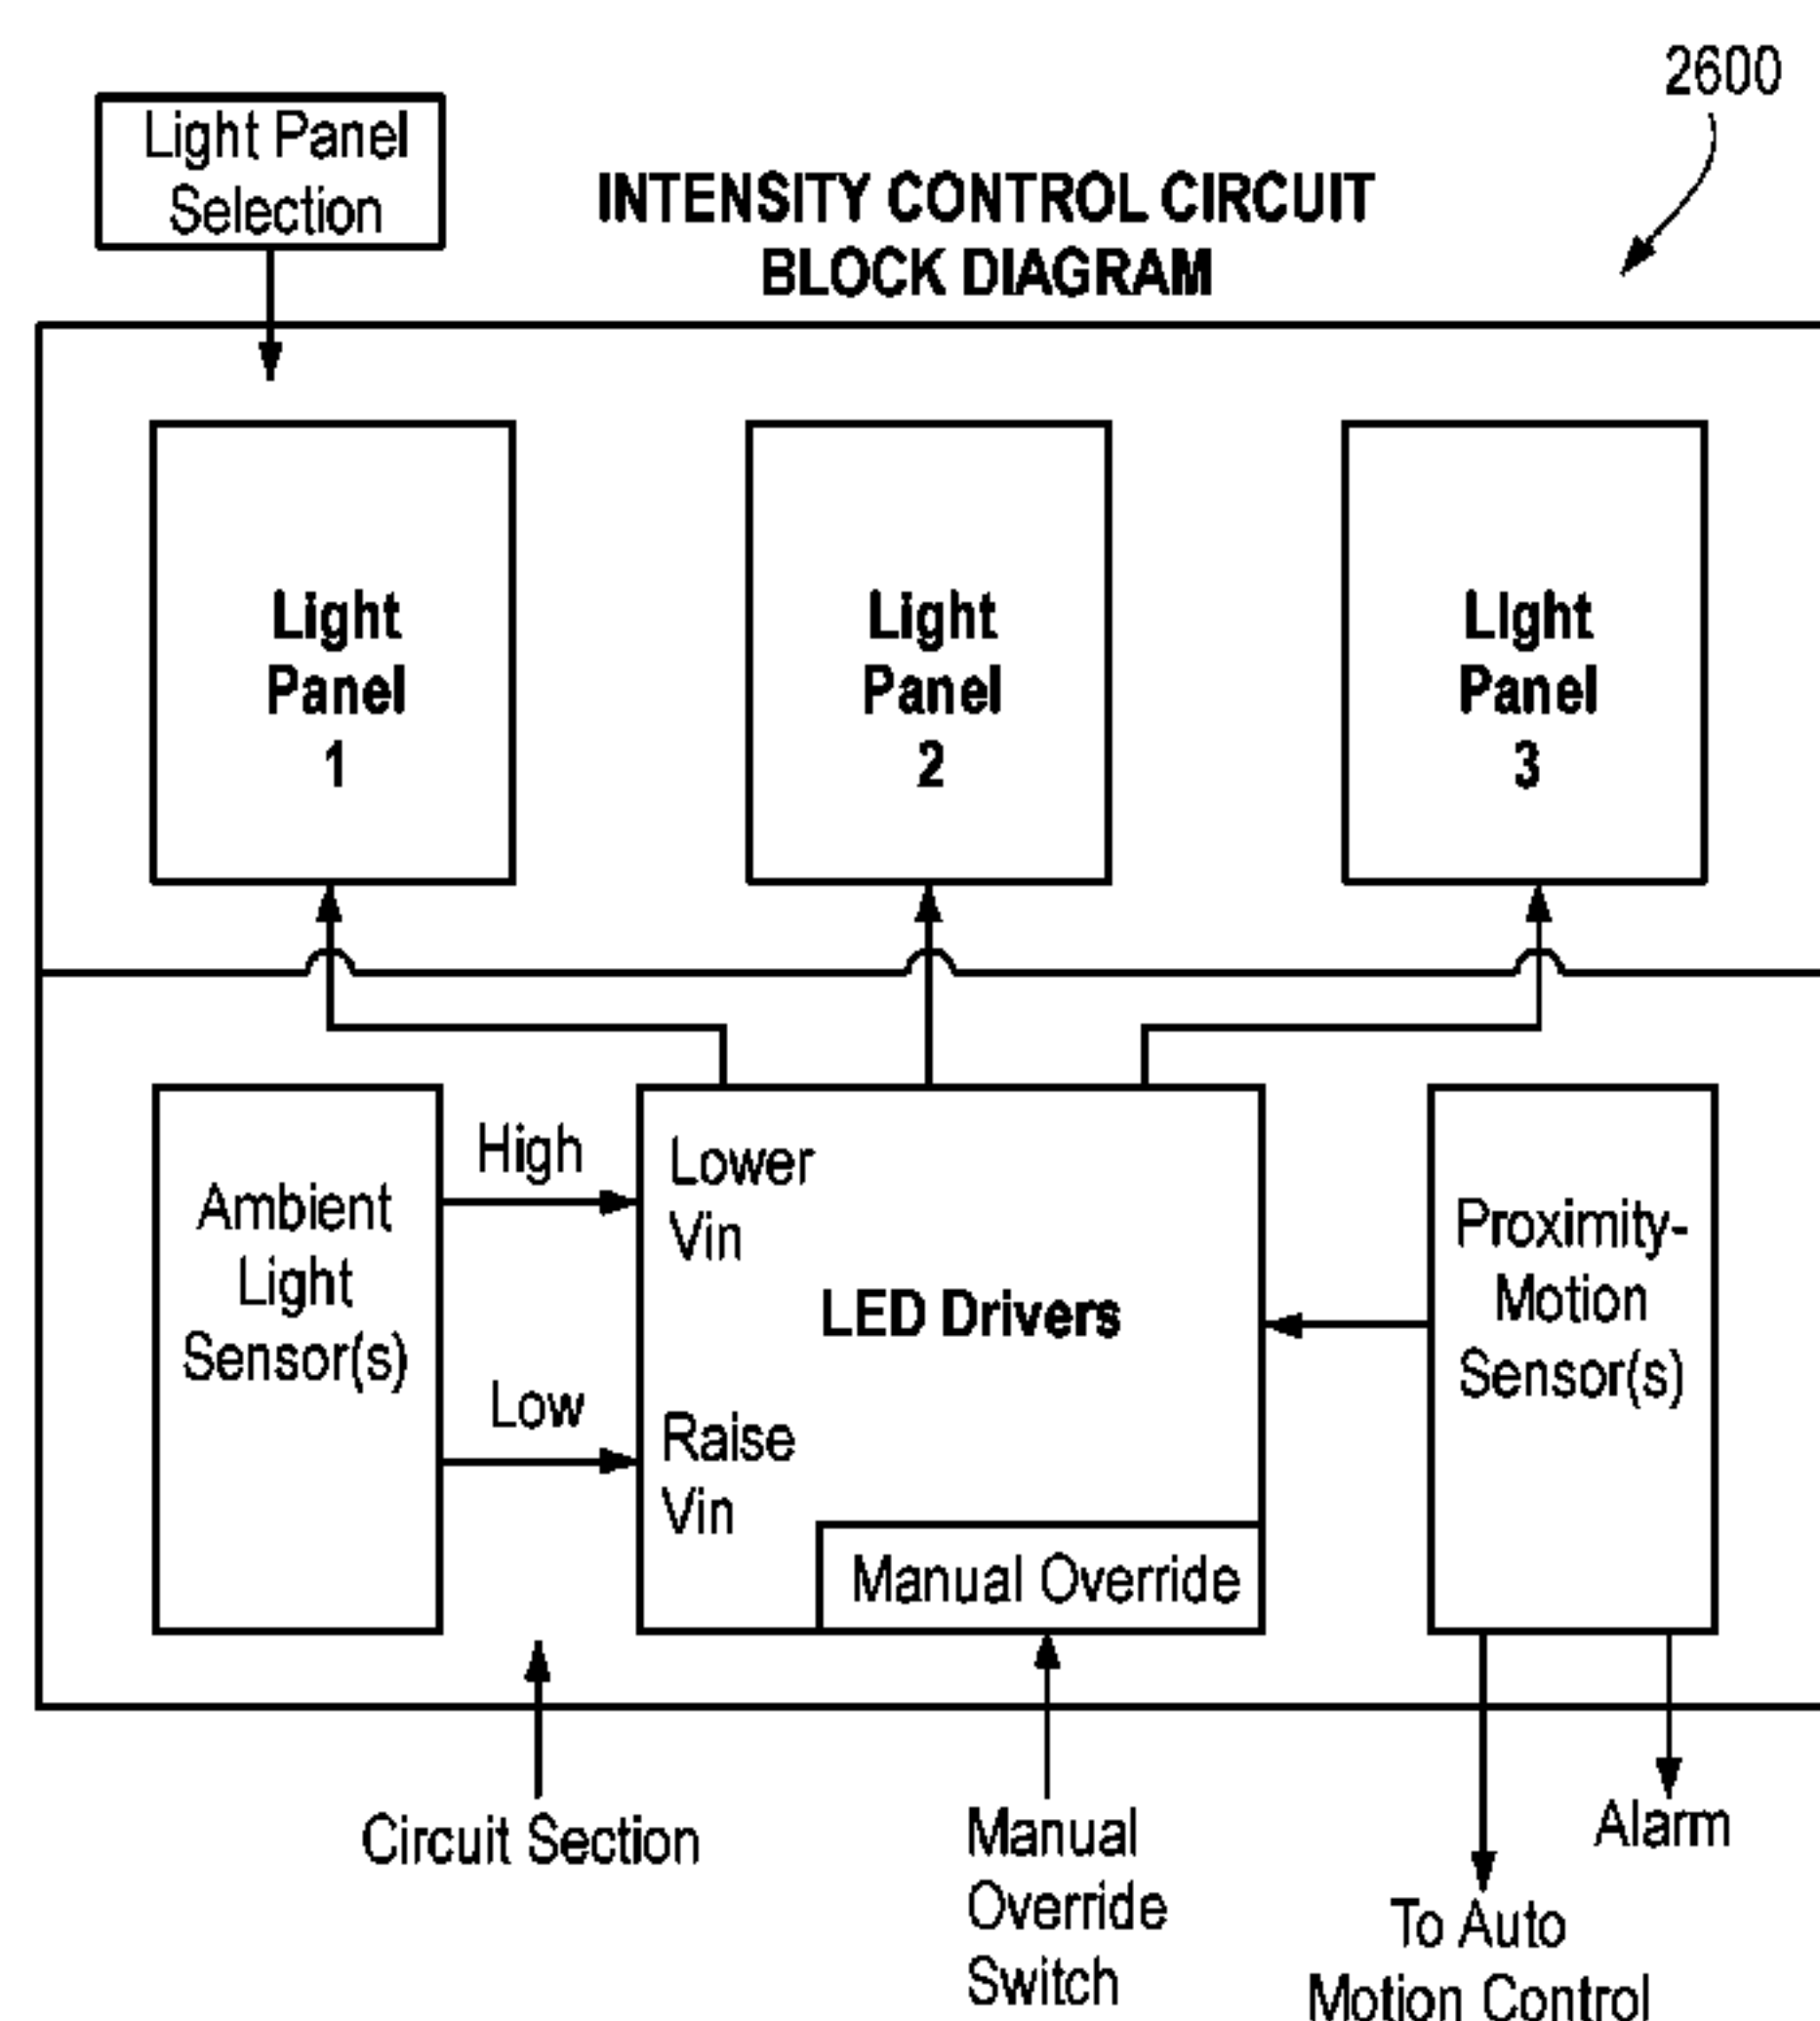 2600
Light Panel
Selection
INTENSITY CONTROL CIRCUIT
BLOCK DIAGRAM
Light
Panel
1
Light
Panel
2
LIght
Panel
3
Ambient
Light
Sensor(s)
High
Low
Lower
Vin
LED Drivers
Raise
Vin
Manual Override
Proximity-
Motion
Sensor(s)
Circuit Section
Manual
Override
Switch
Alarm
To Auto
Motion Control